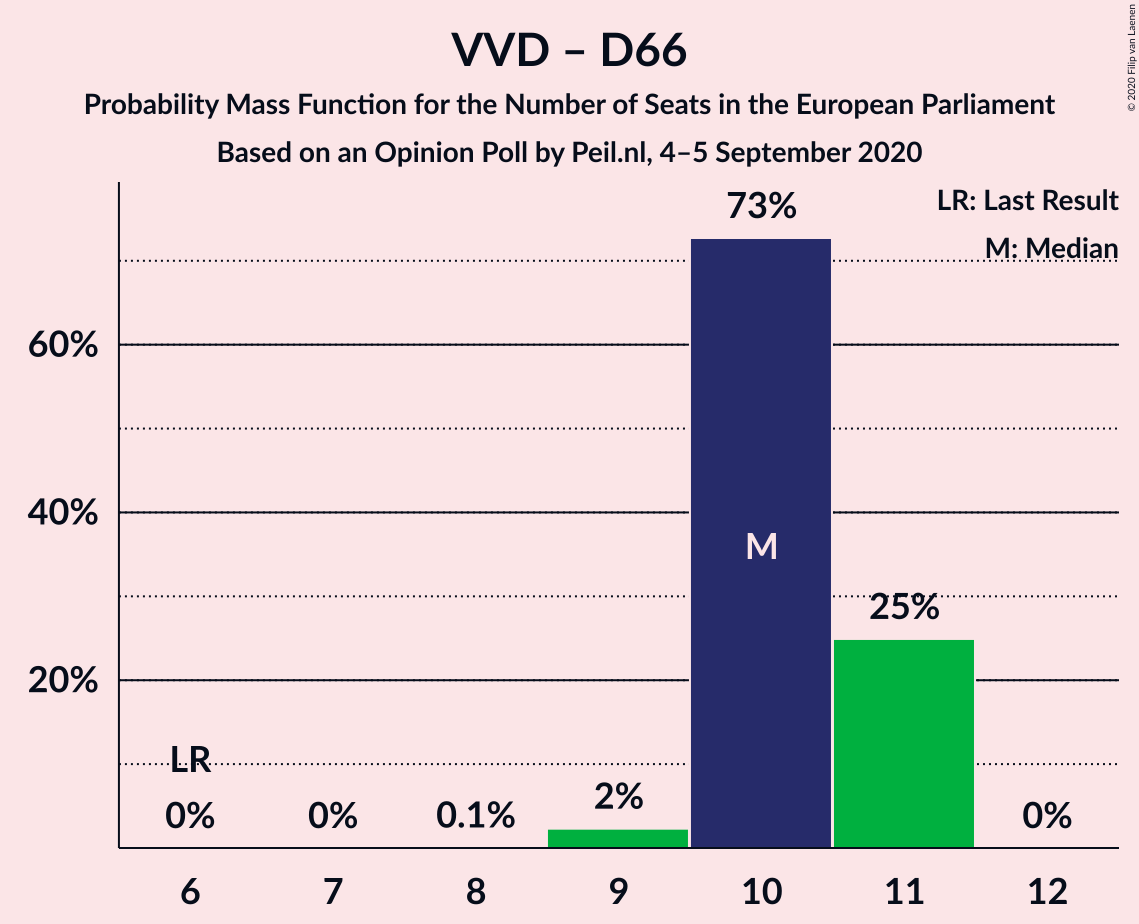 VVD – D66
Probability Mass Function for the Number of Seats in the European Parliament
Based on an Opinion Poll by Peil.nl, 4–5 September 2020
© 2020 Filip van Laenen
LR: Last Result
M: Median
73%
60%
40%
20%
M
25%
LR
0%
0%
0.1%
2%
0%
6
7
8
9
10
11
12